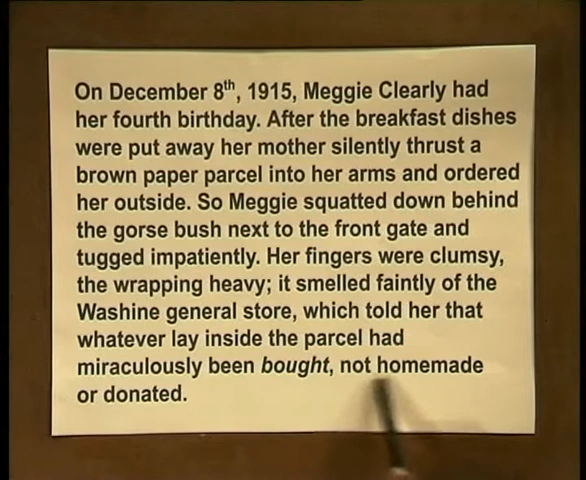 On December 8th, 1915, Meggie Clearly had
her fourth birthday. After the breakfast dishes
were put away her mother silently thrust a
brown paper parcel into her arms and ordered
her outside. So Meggie squatted down behind
the gorse bush next to the front gate and
tugged impatiently. Her fingers were clumsy,
the wrapping heavy; it smelled faintly of the
Washine general store, which told her that
whatever lay inside the parcel had
miraculously been bought, not homemade
or donated.